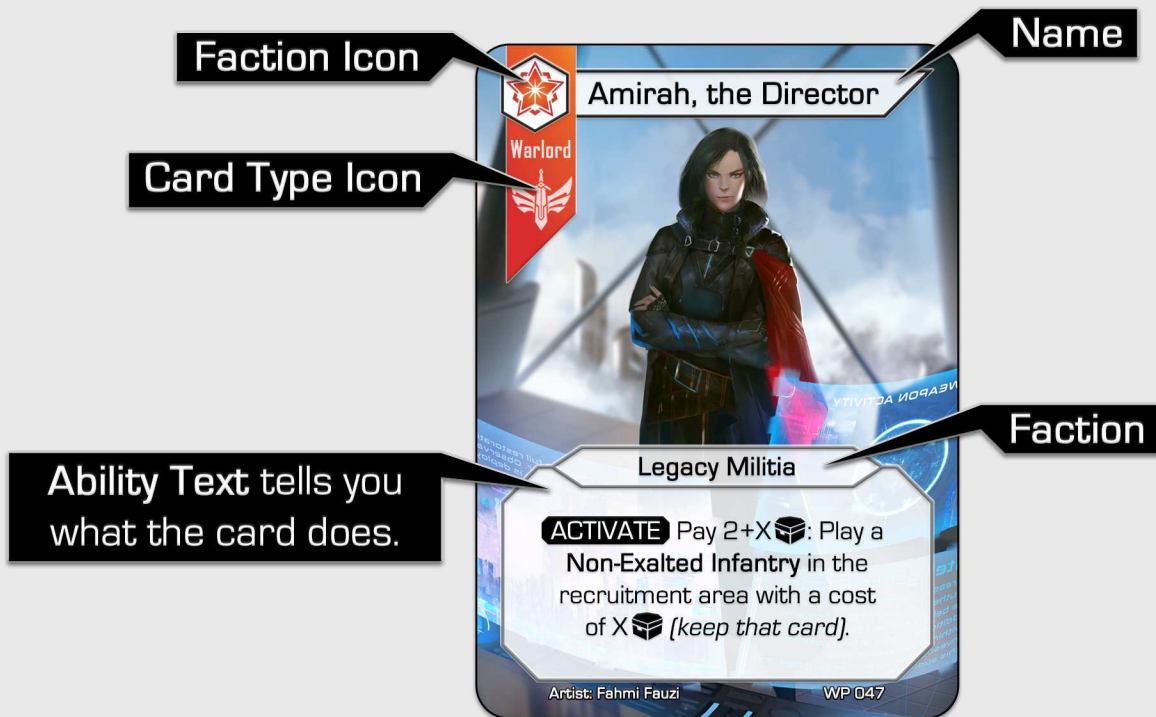 Faction Icon
Name
Amirah, the Director
Warlord
Card Type Icon
WEAPON ACTIVITY
Faction
Legacy Militia
Ability Text tells you
what the card does.
ACTIVATE Pay 2+X: Play a
Non-Exalted Infantry in the
recruitment area with a cost
of X (keep that card).
Artist: Fahmi Fauzi
WP 047